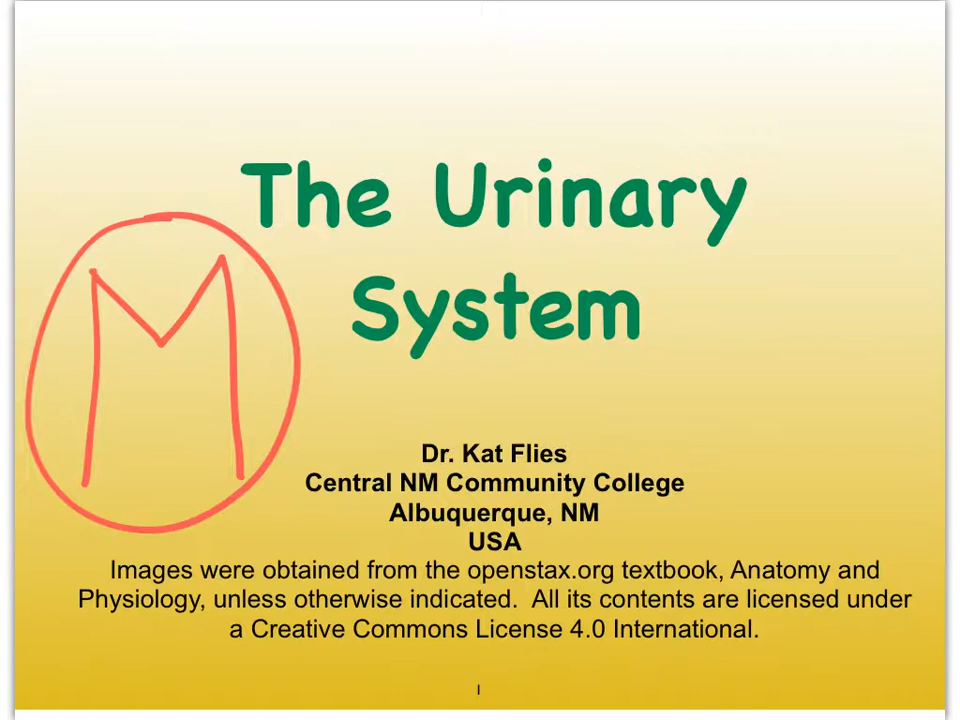 The Urinary
System
M
Dr. Kat Flies
Central NM Community College
Albuquerque, NM
USA
Images were obtained from the openstax.org textbook, Anatomy and
Physiology, unless otherwise indicated.  All its contents are licensed under
a Creative Commons License 4.0 International.
1